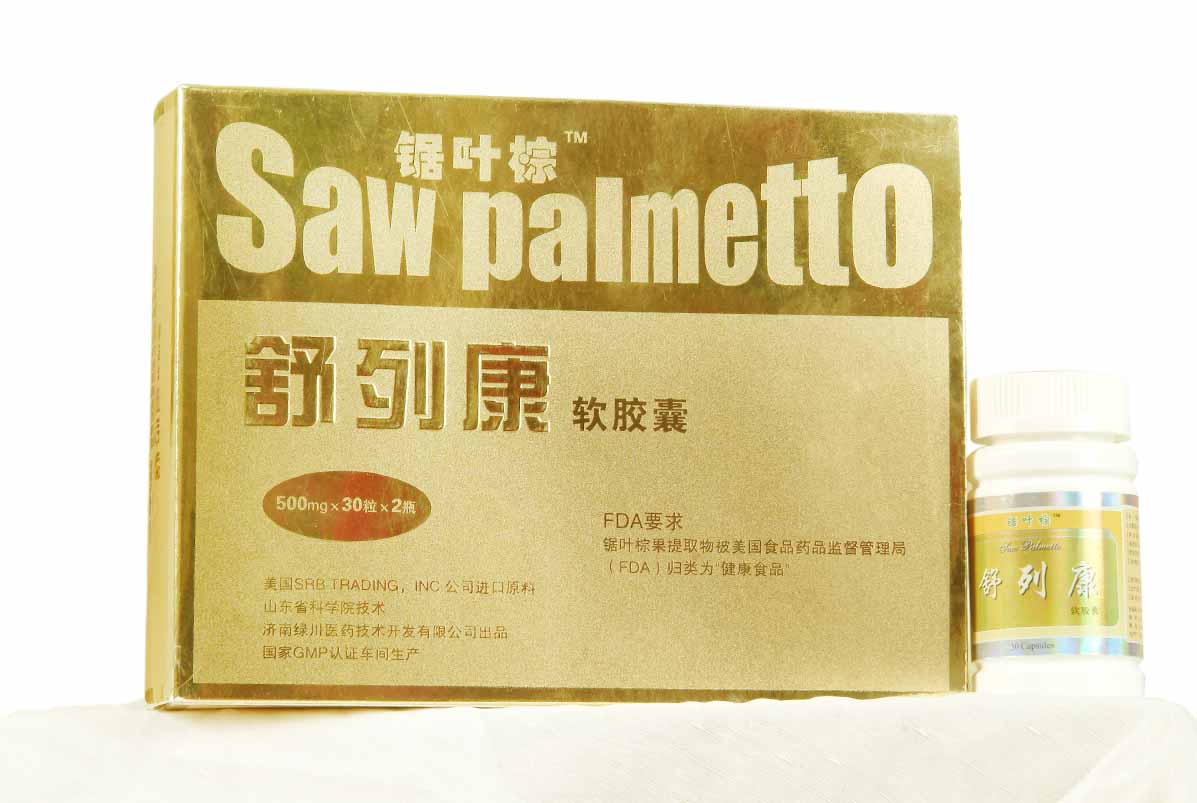 锯叶棕™
Saw palmetto
舒列康 软胶囊
500mg×30粒×2瓶
FDA要求
锯叶棕果提取物被美国食品药品监督管理局
（FDA）归类为“健康食品”
美国SRB TRADING，INC 公司进口原料
山东省科学院技术
济南绿川医药技术开发有限公司出品
国家GMP认证车间生产
锯叶棕™
Saw Palmetto
舒列康
软胶囊
30 Capsules